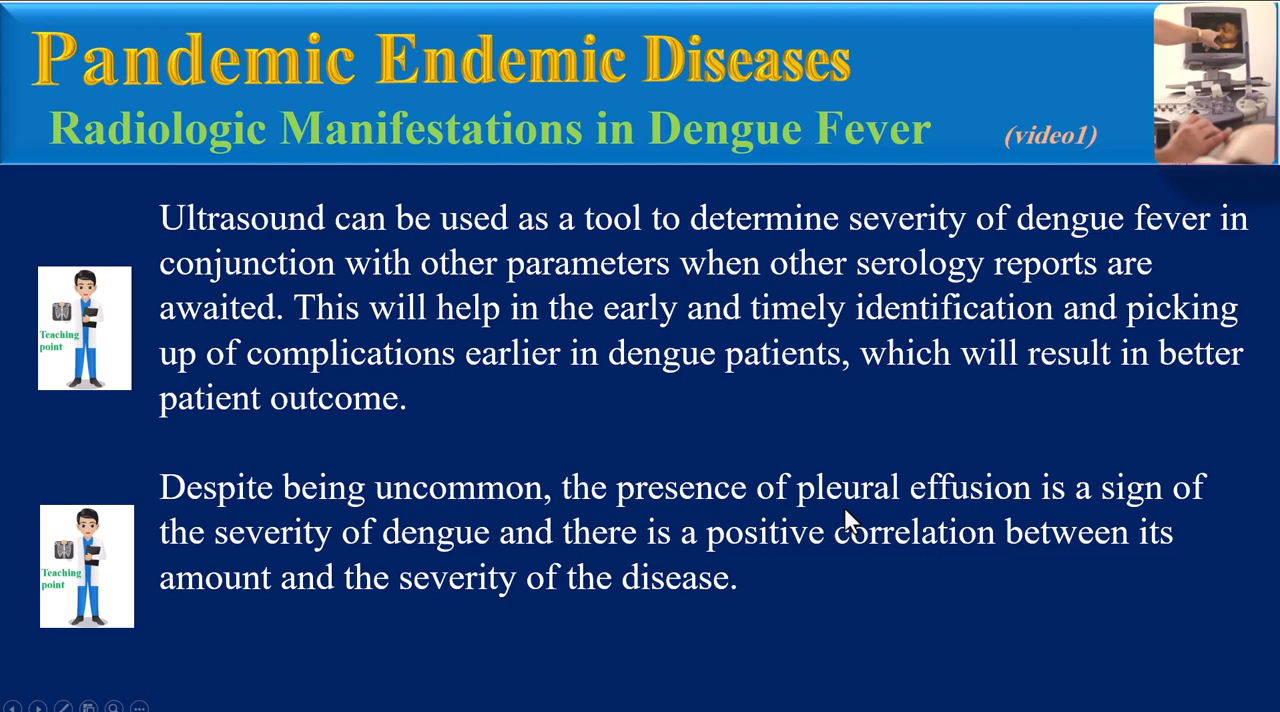 Pandemic Endemic Diseases
Radiologic Manifestations in Dengue Fever (video1)
Ultrasound can be used as a tool to determine severity of dengue fever in
conjunction with other parameters when other serology reports are
awaited. This will help in the early and timely identification and picking
up of complications earlier in dengue patients, which will result in better
patient outcome.
Teaching
point
Despite being uncommon, the presence of pleural effusion is a sign of
the severity of dengue and there is a positive correlation between its
amount and the severity of the disease.
Teaching
point